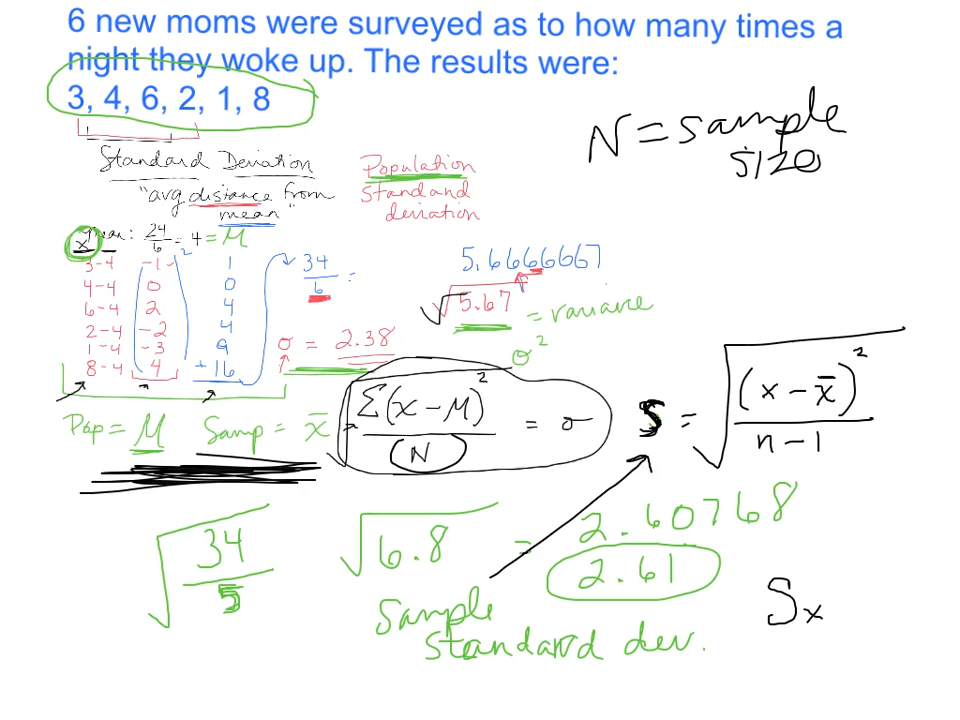 6 new moms were surveyed as to how many times a
night they woke up. The results were:
3, 4, 6, 2, 1, 8
N = sample
size
Standard Deviation
"avg distance from
mean"
Population
Standard
deviation
x
mean: 24/6 = 4 = μ
3-4 -1 1
4-4 0 0
6-4 2 4
2-4 -2 4
1-4 -3 9
8-4 4 +16
2
34/6 =
5.6666667
√5.67 = variance
σ²
σ = 2.38
Pop = μ Samp = x̄
√Σ(x-μ)²/N = σ
S = √(x-x̄)²/n-1
√34/5
√6.8 = 2.60768
2.61
Sample
standard dev.
Sx